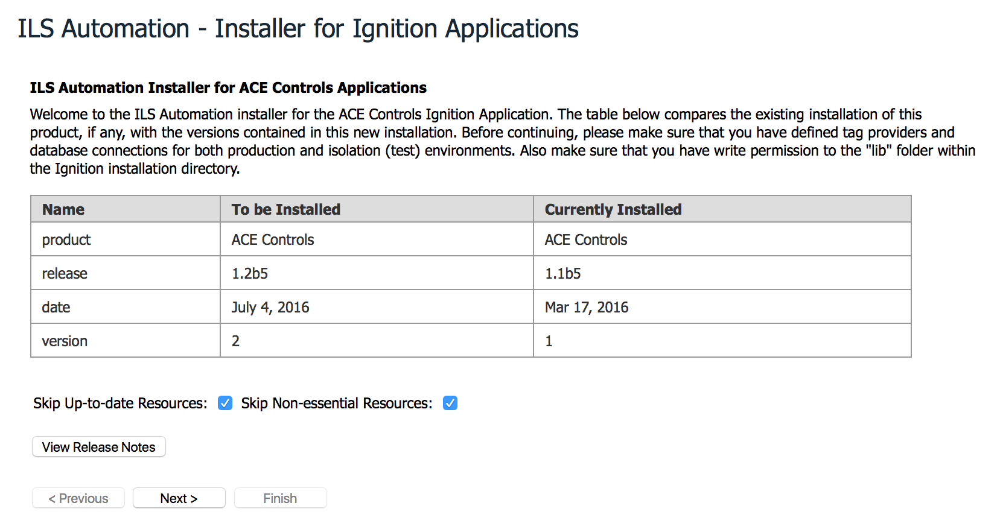 ILS Automation - Installer for Ignition Applications
ILS Automation Installer for ACE Controls Applications
Welcome to the ILS Automation installer for the ACE Controls Ignition Application. The table below compares the existing installation of this
product, if any, with the versions contained in this new installation. Before continuing, please make sure that you have defined tag providers and
database connections for both production and isolation (test) environments. Also make sure that you have write permission to the "lib" folder within
the Ignition installation directory.
Name To be Installed Currently Installed
product ACE Controls ACE Controls
release 1.2b5 1.1b5
date July 4, 2016 Mar 17, 2016
version 2 1
Skip Up-to-date Resources: Skip Non-essential Resources:
View Release Notes
< Previous Next > Finish